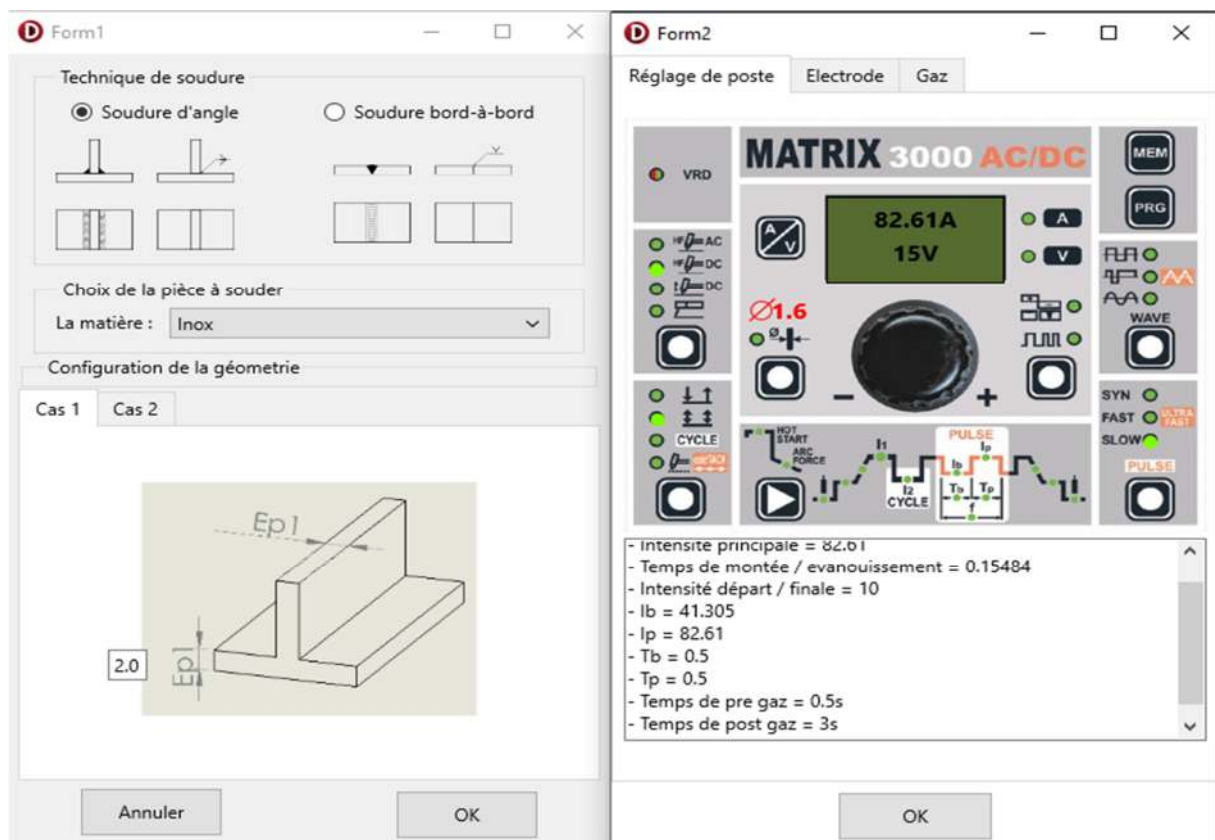 Form1
Technique de soudure
Soudure d'angle
Soudure bord-à-bord
Choix de la pièce à souder
La matière :
Inox
Configuration de la géometrie
Cas 1
Cas 2
Ep1
2.0
Ep1
Annuler
OK
Form2
Réglage de poste
Electrode
Gaz
VRD
MATRIX 3000 AC/DC
MEM
PRG
A/V
82.61A
15V
A
V
HF AC
HF DC
DC
Ø1.6
Ø
WAVE
CYCLE
SYN
FAST
ULTRA FAST
SLOW
PULSE
HOT START
ARC FORCE
I1
I2
CYCLE
PULSE
Ib
Ip
Tb
Tp
f
- Intensité principale = 82.61
- Temps de montée / evanouissement = 0.15484
- Intensité départ / finale = 10
- Ib = 41.305
- Ip = 82.61
- Tb = 0.5
- Tp = 0.5
- Temps de pre gaz = 0.5s
- Temps de post gaz = 3s
OK